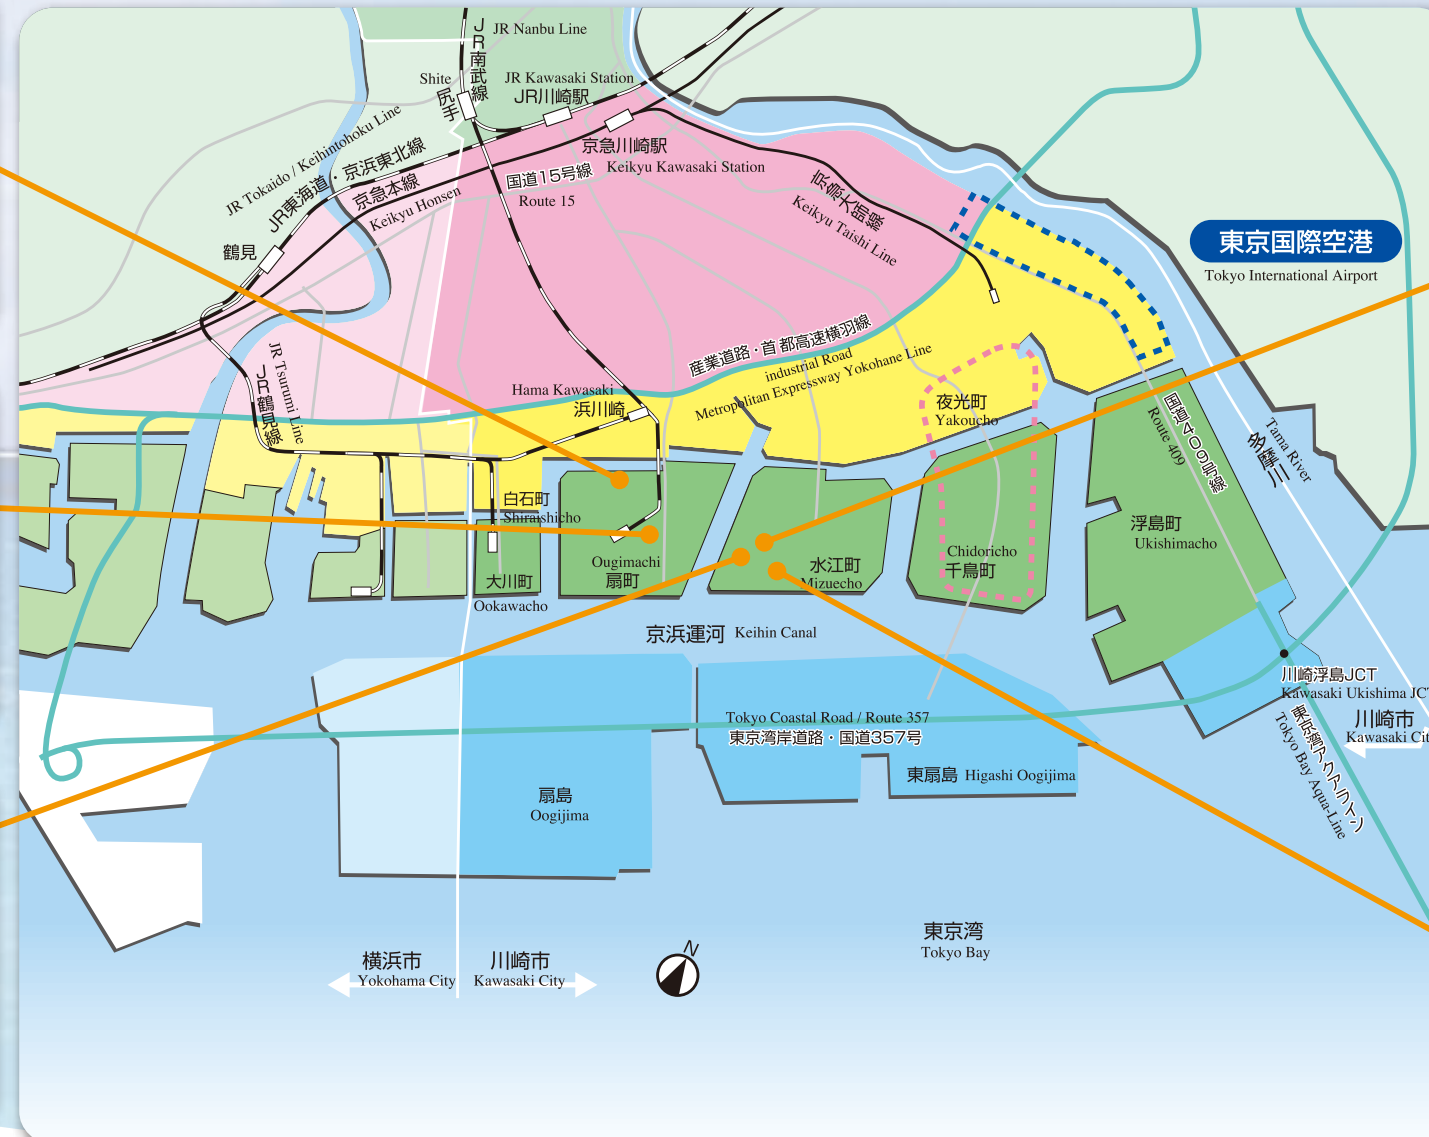 JR南武線
JR Nanbu Line
Shite
尻手
JR Kawasaki Station
JR川崎駅
京急川崎駅
Keikyu Kawasaki Station
JR Tokaido / Keihintohoku Line
JR東海道・京浜東北線
京急本線
Keikyu Honsen
国道15号線
Route 15
京急大師線
Keikyu Taishi Line
鶴見
東京国際空港
Tokyo International Airport
産業道路・首都高速横羽線
industrial Road
Metropolitan Expressway Yokohane Line
JR Tsurumi Line
JR鶴見線
Hama Kawasaki
浜川崎
夜光町
Yakoucho
国道409号線
Route 409
Tama River
多摩川
白石町
Shiraishicho
浮島町
Ukishimacho
Ougimachi
扇町
大川町
Ookawacho
水江町
Mizuecho
Chidoricho
千鳥町
京浜運河
Keihin Canal
川崎浮島JCT
Kawasaki Ukishima JCT
川崎市
Kawasaki Cit
東京湾アクアライン
Tokyo Bay Aqua-Line
Tokyo Coastal Road / Route 357
東京湾岸道路・国道357号
東扇島
Higashi Oogijima
扇島
Oogijima
東京湾
Tokyo Bay
横浜市
Yokohama City
川崎市
Kawasaki City
N